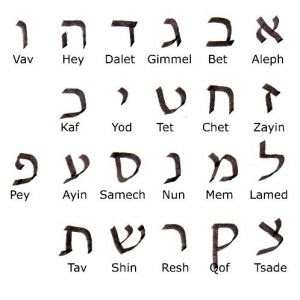 א ב ג ד ה ו
Aleph Bet Gimmel Dalet Hey Vav
ז ח ט י כ
Zayin Chet Tet Yod Kaf
ל מ נ ס ע פ
Lamed Mem Nun Samech Ayin Pey
צ ק ר ש ת
Tsade Qof Resh Shin Tav